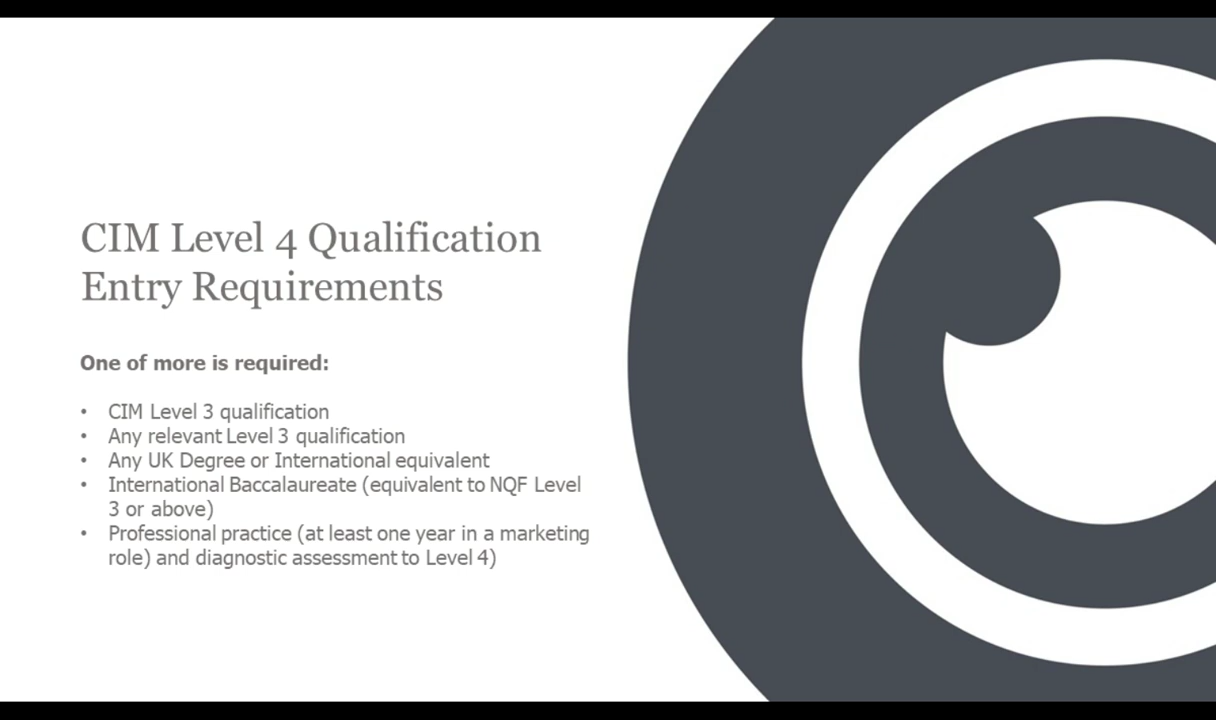 CIM Level 4 Qualification
Entry Requirements
One of more is required:
• CIM Level 3 qualification
• Any relevant Level 3 qualification
• Any UK Degree or International equivalent
• International Baccalaureate (equivalent to NQF Level
3 or above)
• Professional practice (at least one year in a marketing
role) and diagnostic assessment to Level 4)